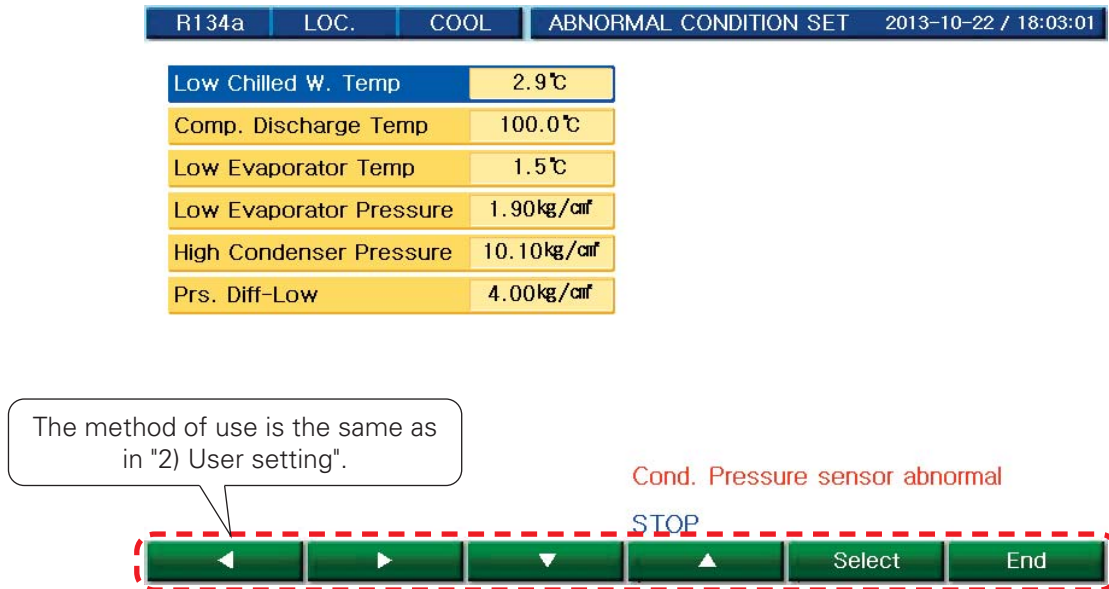 R134a LOC. COOL ABNORMAL CONDITION SET 2013-10-22 / 18:03:01
Low Chilled W. Temp 2.9℃
Comp. Discharge Temp 100.0℃
Low Evaporator Temp 1.5℃
Low Evaporator Pressure 1.90kg/㎠
High Condenser Pressure 10.10kg/㎠
Prs. Diff-Low 4.00kg/㎠
The method of use is the same as
in "2) User setting".
Cond. Pressure sensor abnormal
STOP
◀ ▶ ▼ ▲ Select End